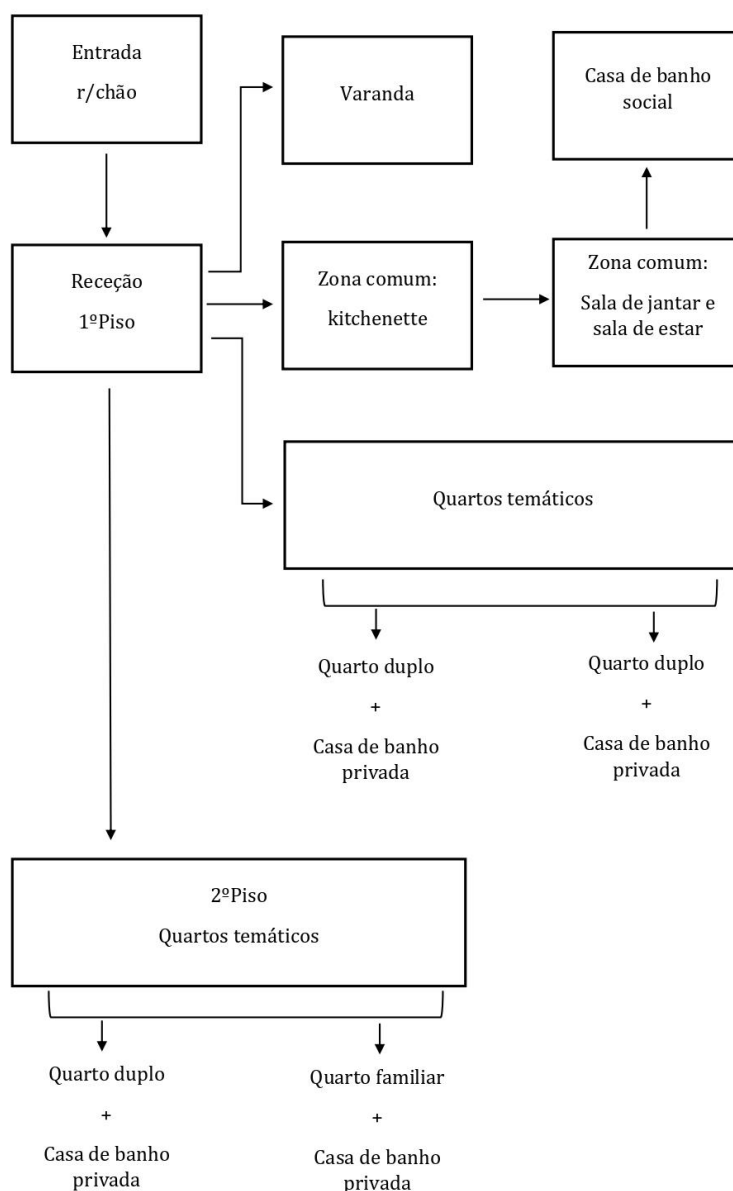 Entrada
r/chão
Varanda
Casa de banho
social
Receção
1ºPiso
Zona comum:
kitchenette
Zona comum:
Sala de jantar e
sala de estar
Quartos temáticos
Quarto duplo
+
Casa de banho
privada
Quarto duplo
+
Casa de banho
privada
2ºPiso
Quartos temáticos
Quarto duplo
+
Casa de banho
privada
Quarto familiar
+
Casa de banho
privada